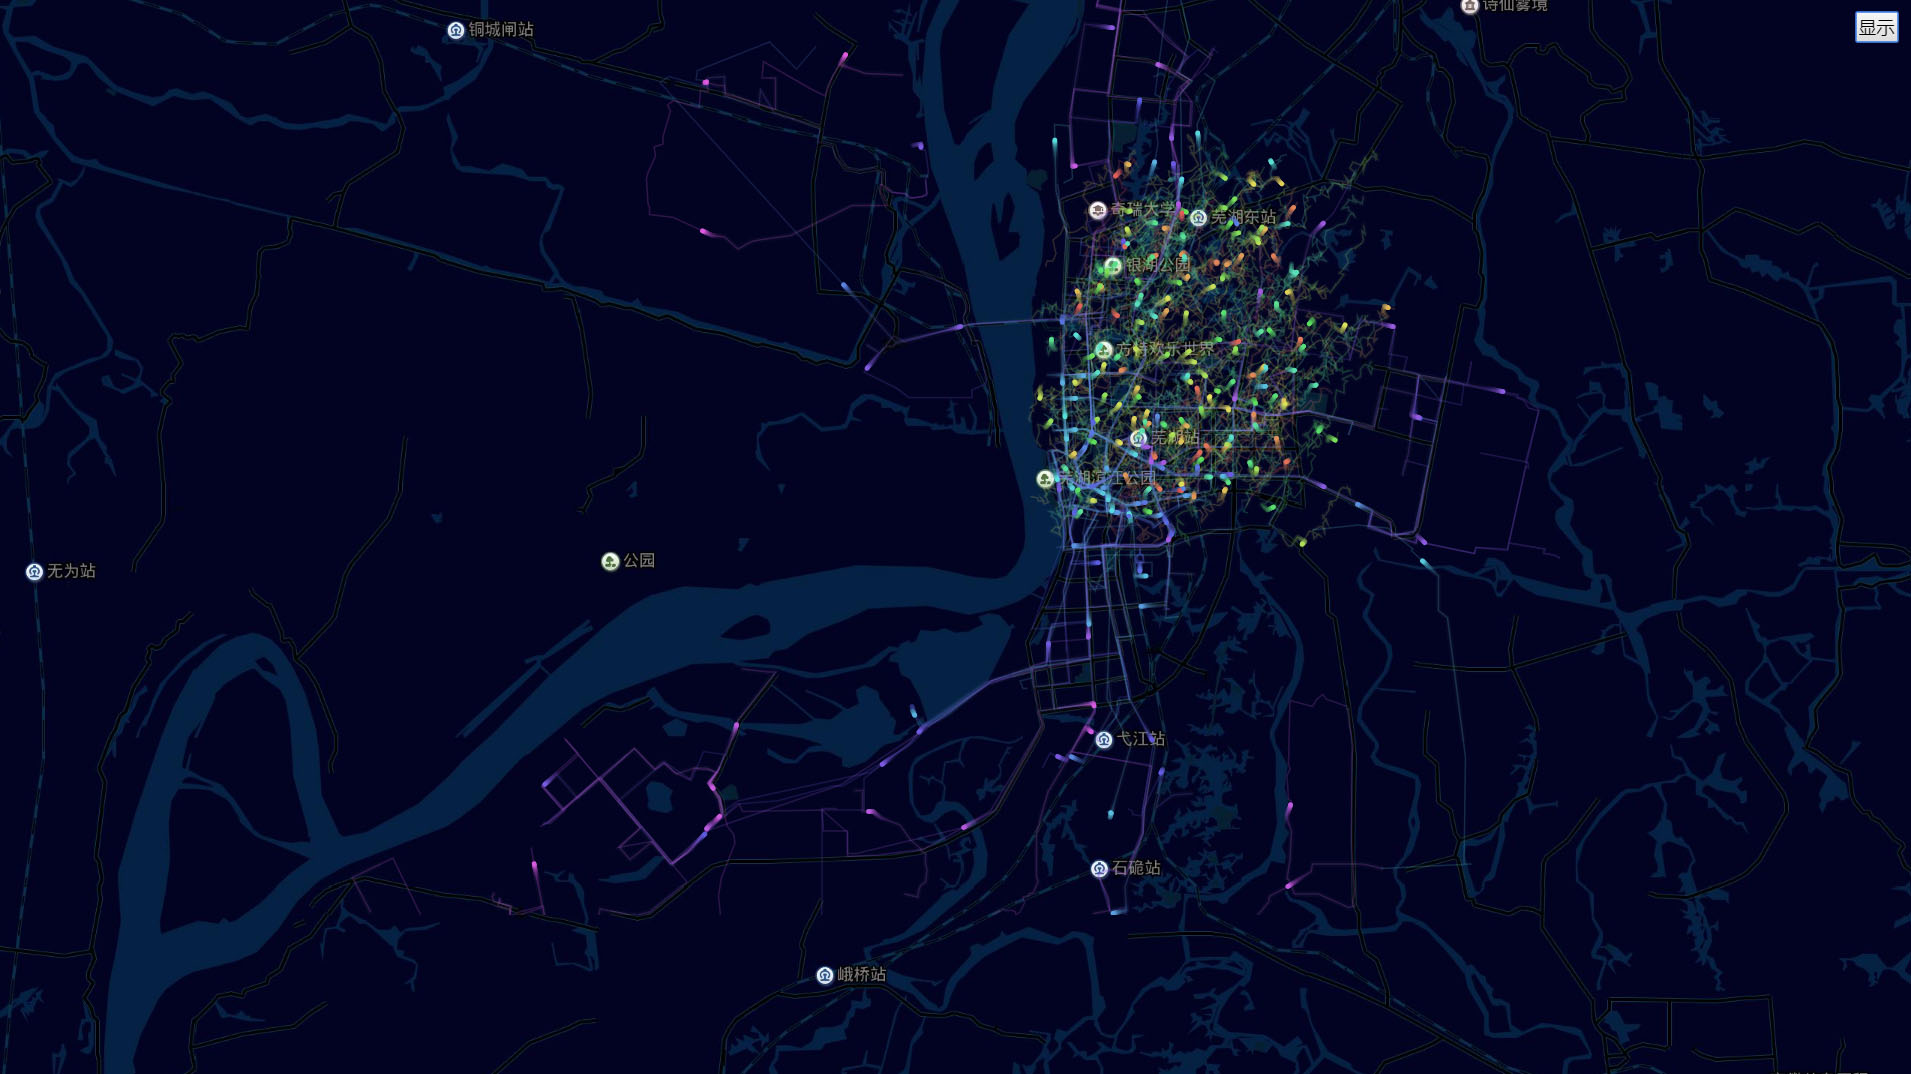 诗仙雾境
显示
铜城闸站
奇瑞大学
芜湖东站
银湖公园
方特欢乐世界
芜湖站
芜湖滨江公园
公园
无为站
弋江站
石硊站
峨桥站